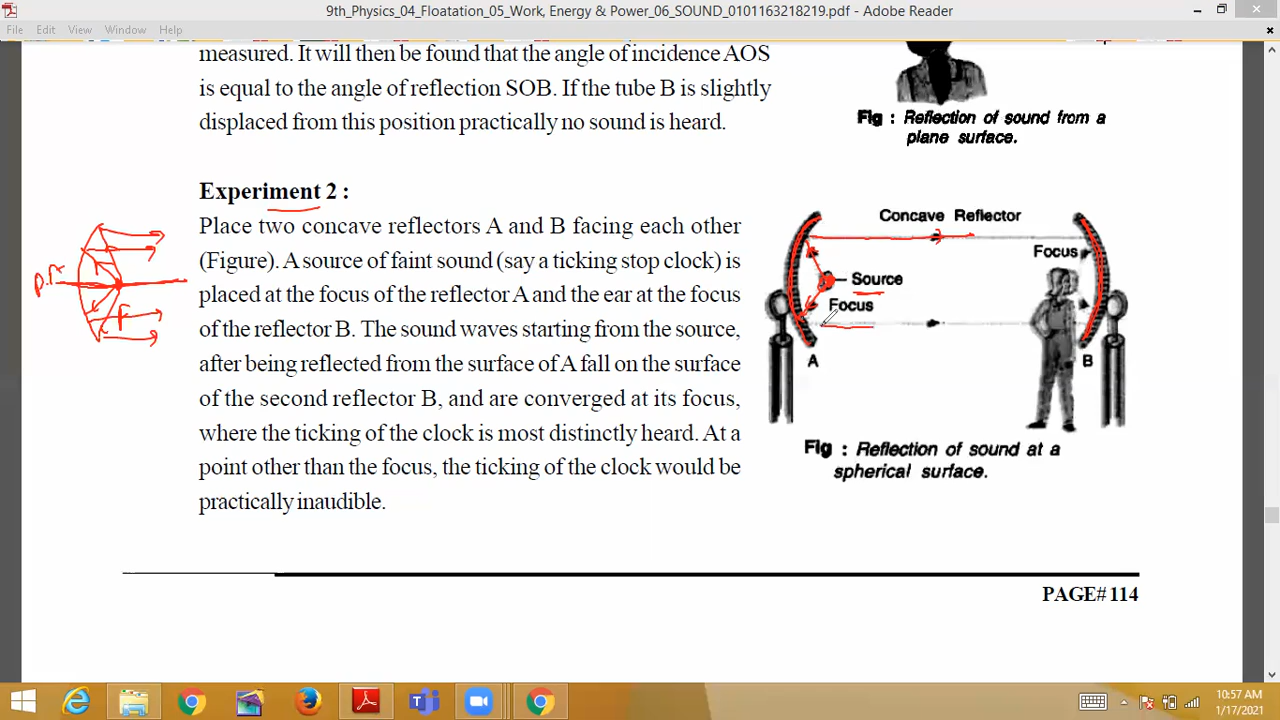 9th_Physics_04_Floatation_05_Work, Energy & Power_06_SOUND_0101163218219.pdf - Adobe Reader
File Edit View Window Help
measured. It will then be found that the angle of incidence AOS
is equal to the angle of reflection SOB. If the tube B is slightly
displaced from this position practically no sound is heard.
Fig : Reflection of sound from a
plane surface.
Experiment 2 :
Place two concave reflectors A and B facing each other
(Figure). A source of faint sound (say a ticking stop clock) is
placed at the focus of the reflector A and the ear at the focus
of the reflector B. The sound waves starting from the source,
after being reflected from the surface of A fall on the surface
of the second reflector B, and are converged at its focus,
where the ticking of the clock is most distinctly heard. At a
point other than the focus, the ticking of the clock would be
practically inaudible.
Concave Reflector
Focus
Source
Focus
A
B
Fig : Reflection of sound at a
spherical surface.
PAGE# 114
10:57 AM
1/17/2021